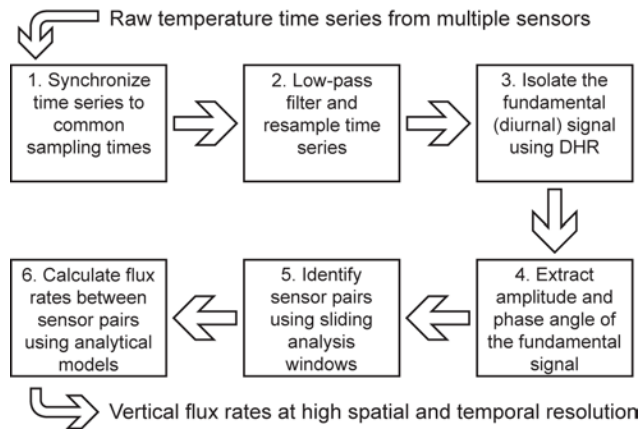 Raw temperature time series from multiple sensors
1. Synchronize
time series to
common
sampling times
2. Low-pass
filter and
resample time
series
3. Isolate the
fundamental
(diurnal) signal
using DHR
4. Extract
amplitude and
phase angle of
the fundamental
signal
5. Identify
sensor pairs
using sliding
analysis
windows
6. Calculate flux
rates between
sensor pairs
using analytical
models
Vertical flux rates at high spatial and temporal resolution